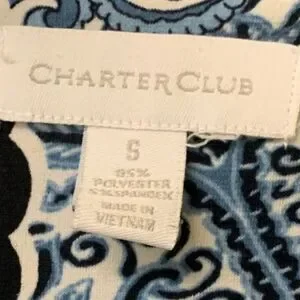 CHARTER CLUB
S
95%
POLYESTER
5% SPANDEX
MADE IN
VIETNAM